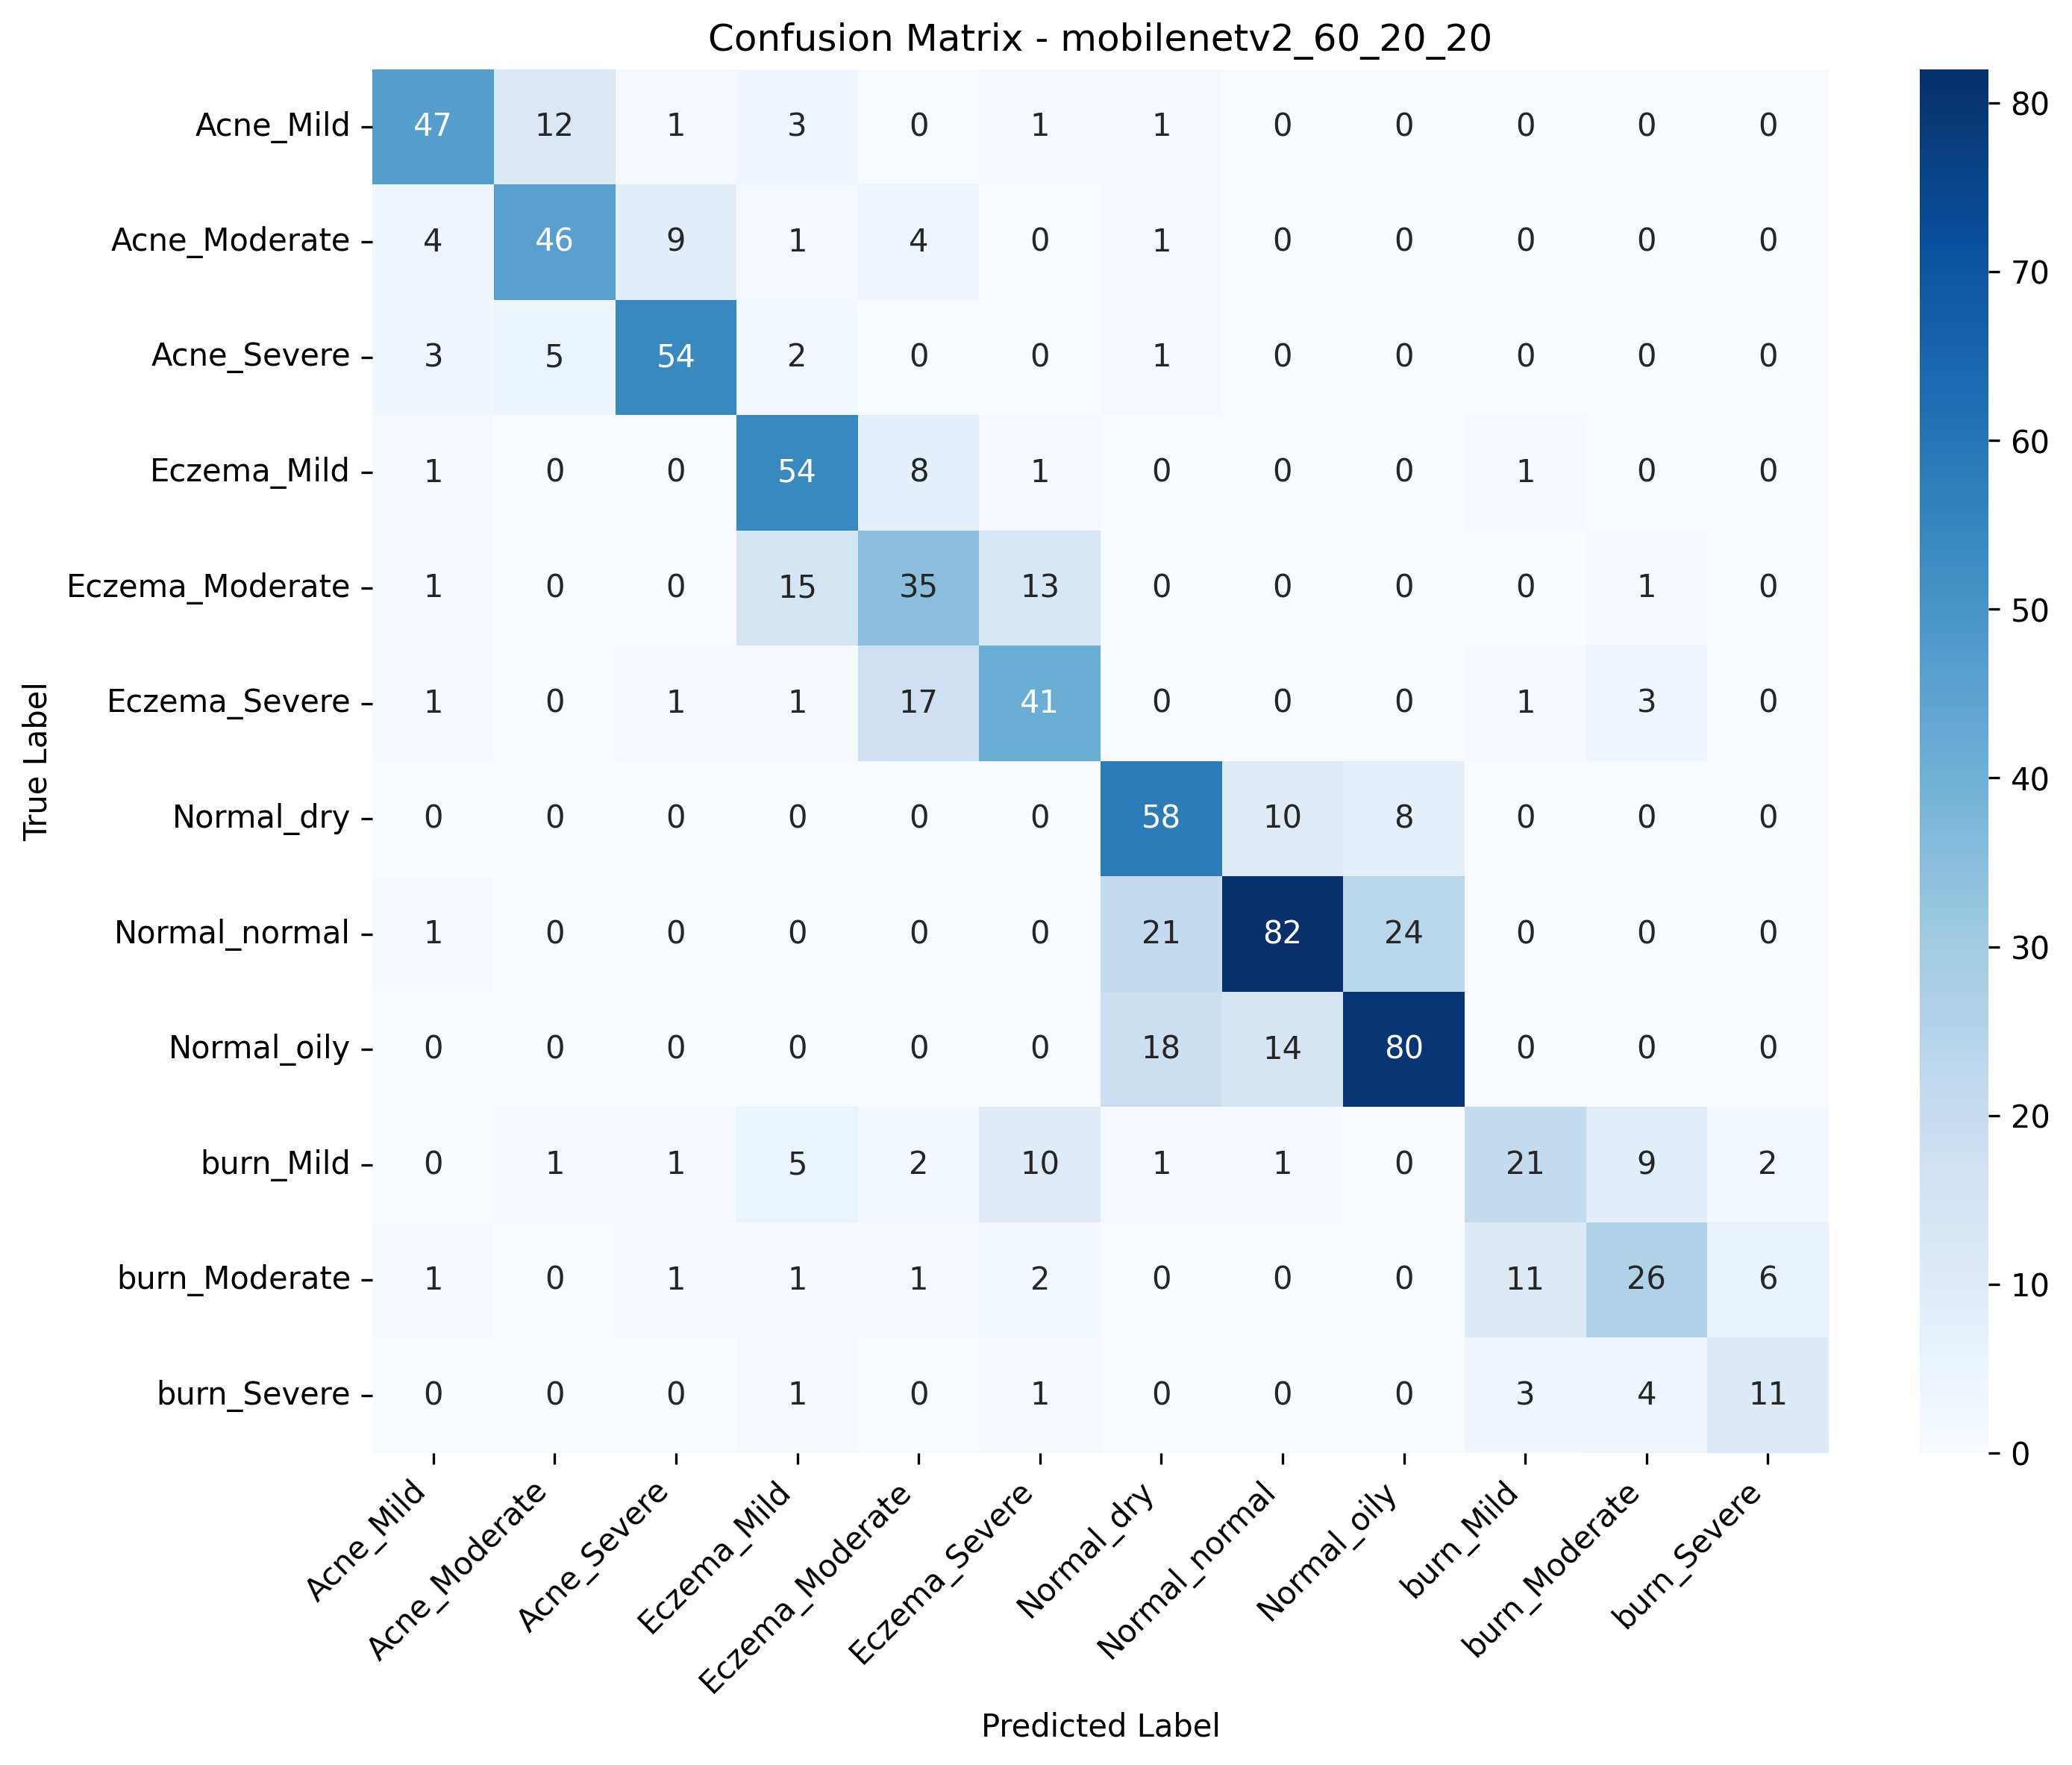 Confusion Matrix - mobilenetv2_60_20_20
True Label
Acne_Mild 47 12 1 3 0 1 1 0 0 0 0 0
Acne_Moderate 4 46 9 1 4 0 1 0 0 0 0 0
Acne_Severe 3 5 54 2 0 0 1 0 0 0 0 0
Eczema_Mild 1 0 0 54 8 1 0 0 0 1 0 0
Eczema_Moderate 1 0 0 15 35 13 0 0 0 0 1 0
Eczema_Severe 1 0 1 1 17 41 0 0 0 1 3 0
Normal_dry 0 0 0 0 0 0 58 10 8 0 0 0
Normal_normal 1 0 0 0 0 0 21 82 24 0 0 0
Normal_oily 0 0 0 0 0 0 18 14 80 0 0 0
burn_Mild 0 1 1 5 2 10 1 1 0 21 9 2
burn_Moderate 1 0 1 1 1 2 0 0 0 11 26 6
burn_Severe 0 0 0 1 0 1 0 0 0 3 4 11
Acne_Mild Acne_Moderate Acne_Severe Eczema_Mild Eczema_Moderate Eczema_Severe Normal_dry Normal_normal Normal_oily burn_Mild burn_Moderate burn_Severe
Predicted Label
80
70
60
50
40
30
20
10
0